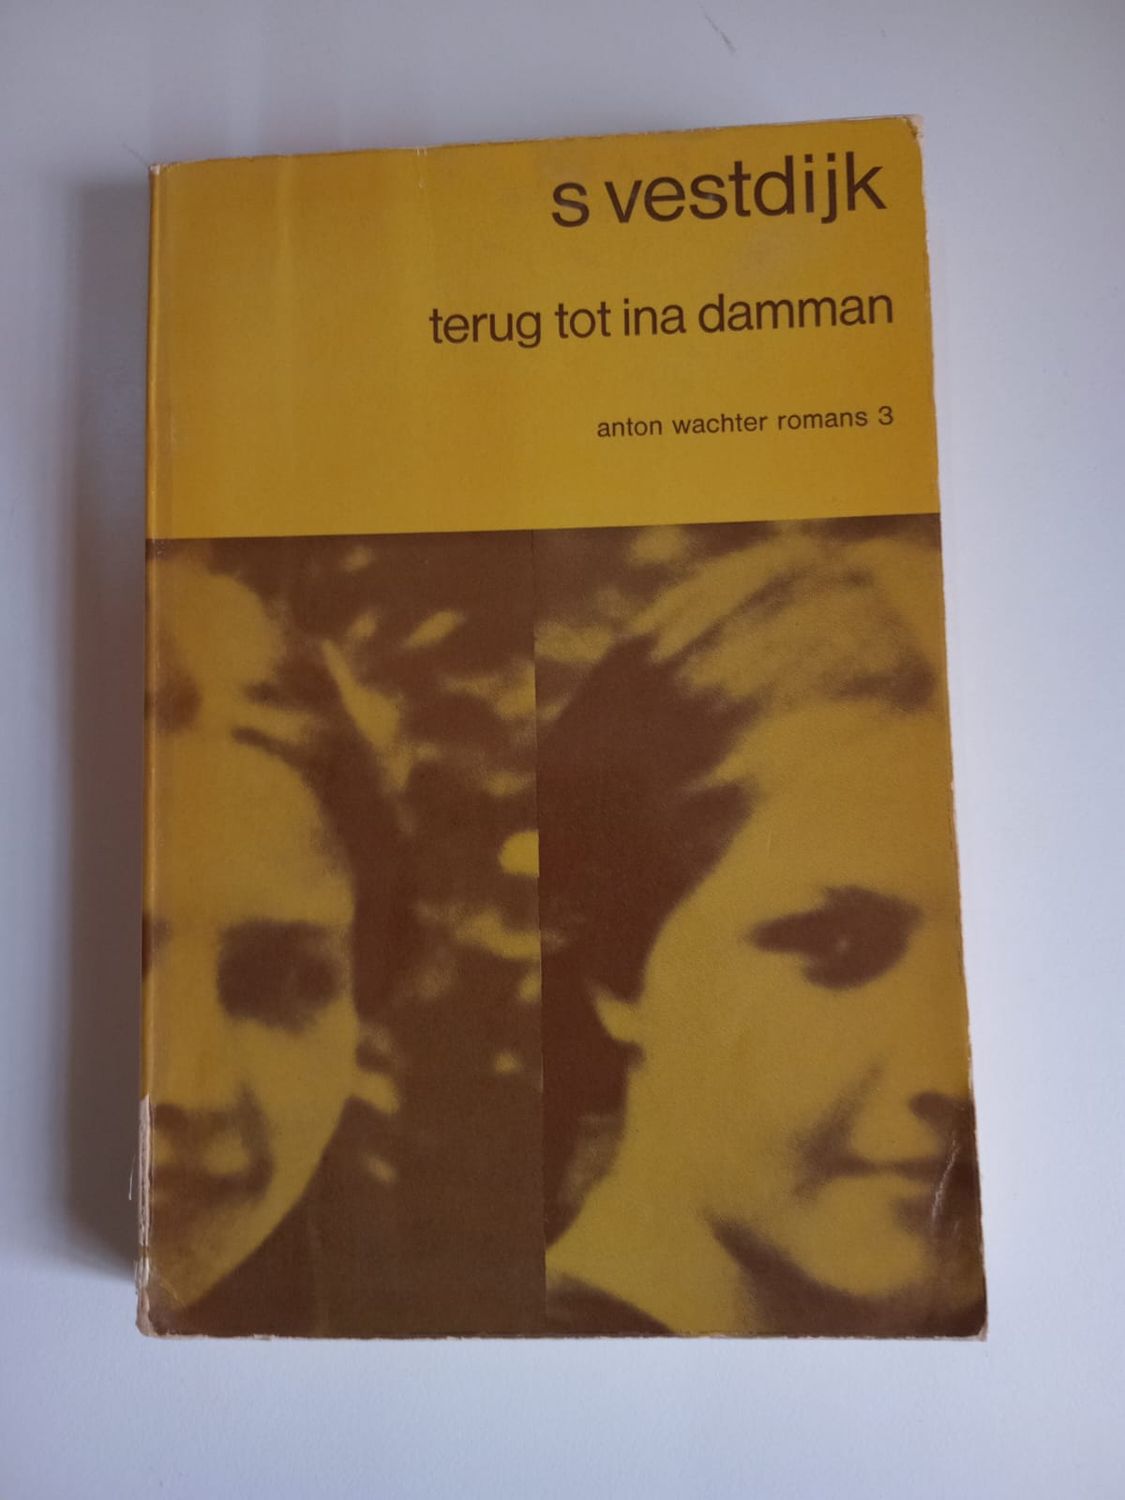 s vestdijk
terug tot ina damman
anton wachter romans 3